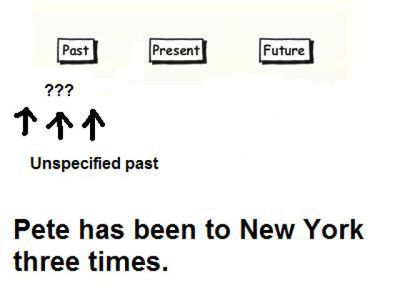 Past Present Future
???
Unspecified past
Pete has been to New York
three times.